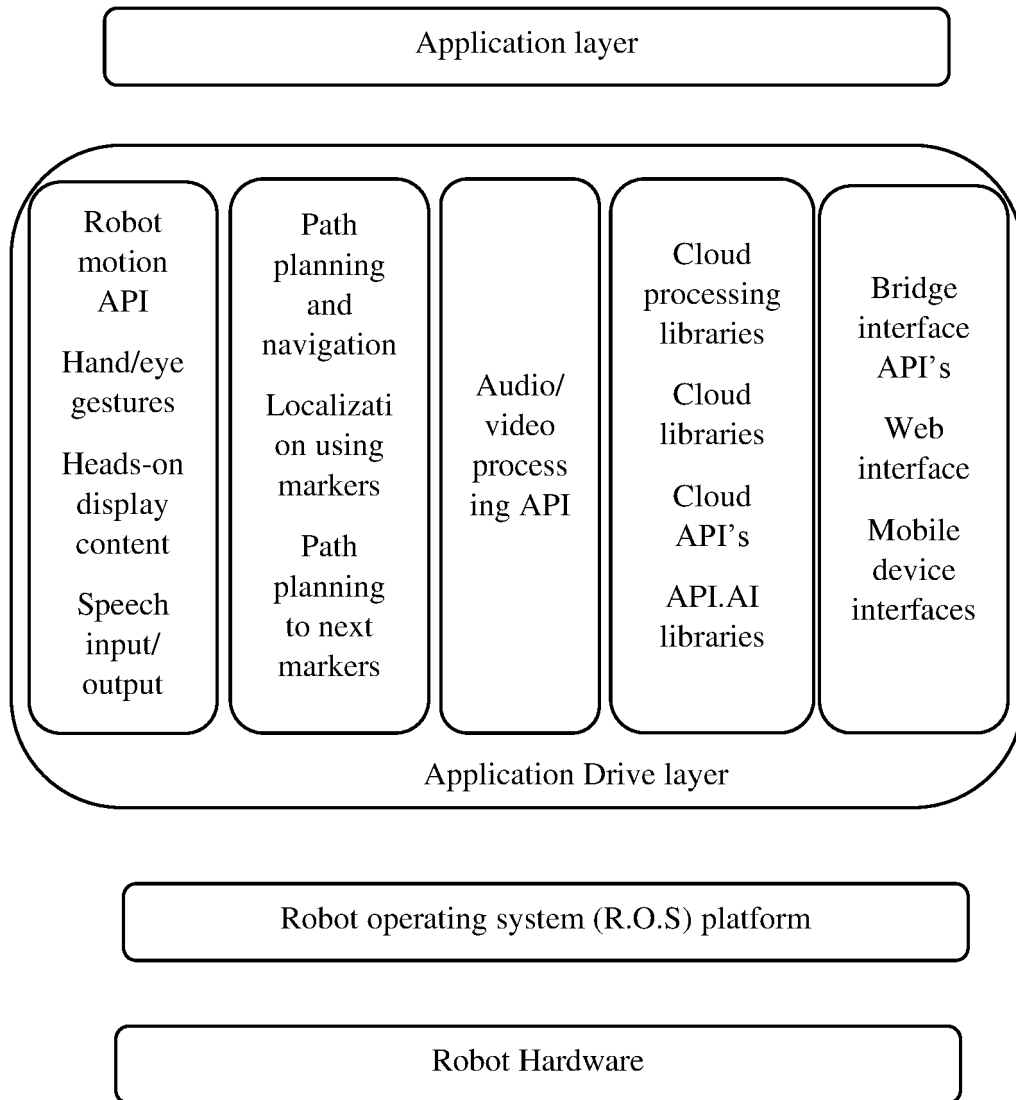 Application layer
Robot
motion
API
Hand/eye
gestures
Heads-on
display
content
Speech
input/
output
Path
planning
and
navigation
Localizati
on using
markers
Path
planning
to next
markers
Audio/
video
process
ing API
Cloud
processing
libraries
Cloud
libraries
Cloud
API’s
API.AI
libraries
Bridge
interface
API’s
Web
interface
Mobile
device
interfaces
Application Drive layer
Robot operating system (R.O.S) platform
Robot Hardware